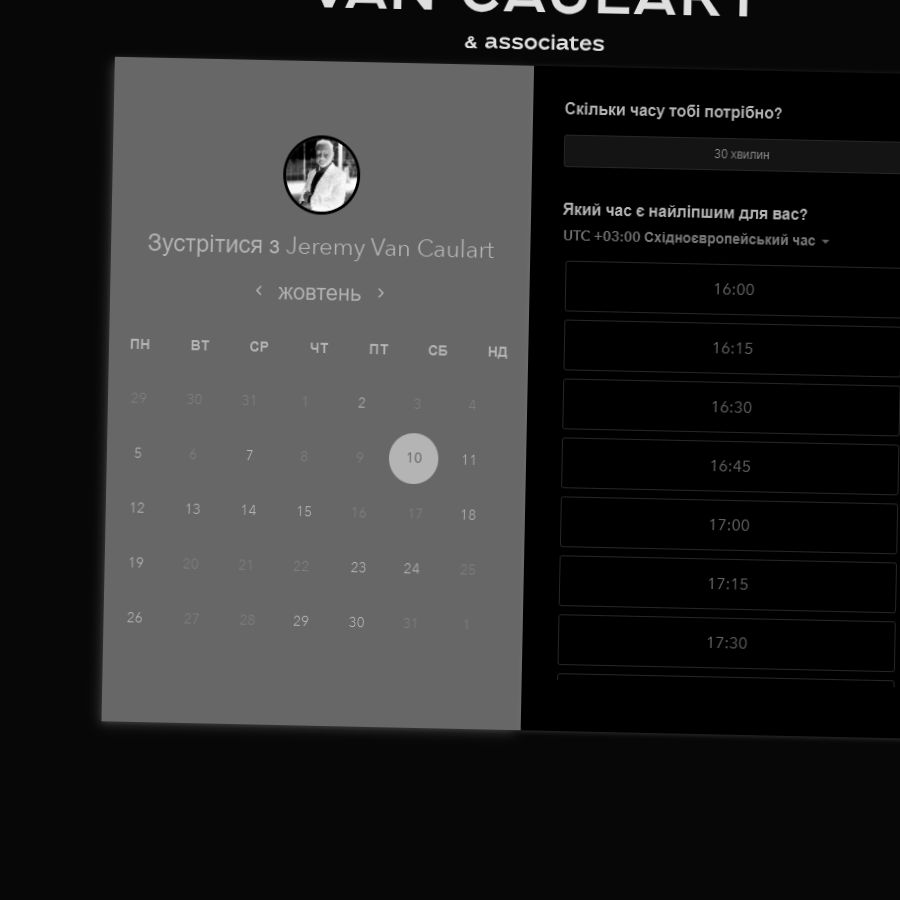 VAN CAULART
& associates
Зустрітися з Jeremy Van Caulart
жовтень
ПН ВТ СР ЧТ ПТ СБ НД
29 30 31 1 2 3 4
5 6 7 8 9 10 11
12 13 14 15 16 17 18
19 20 21 22 23 24 25
26 27 28 29 30 31 1
Скільки часу тобі потрібно?
30 хвилин
Який час є найліпшим для вас?
UTC +03:00 Східноєвропейський час
16:00
16:15
16:30
16:45
17:00
17:15
17:30